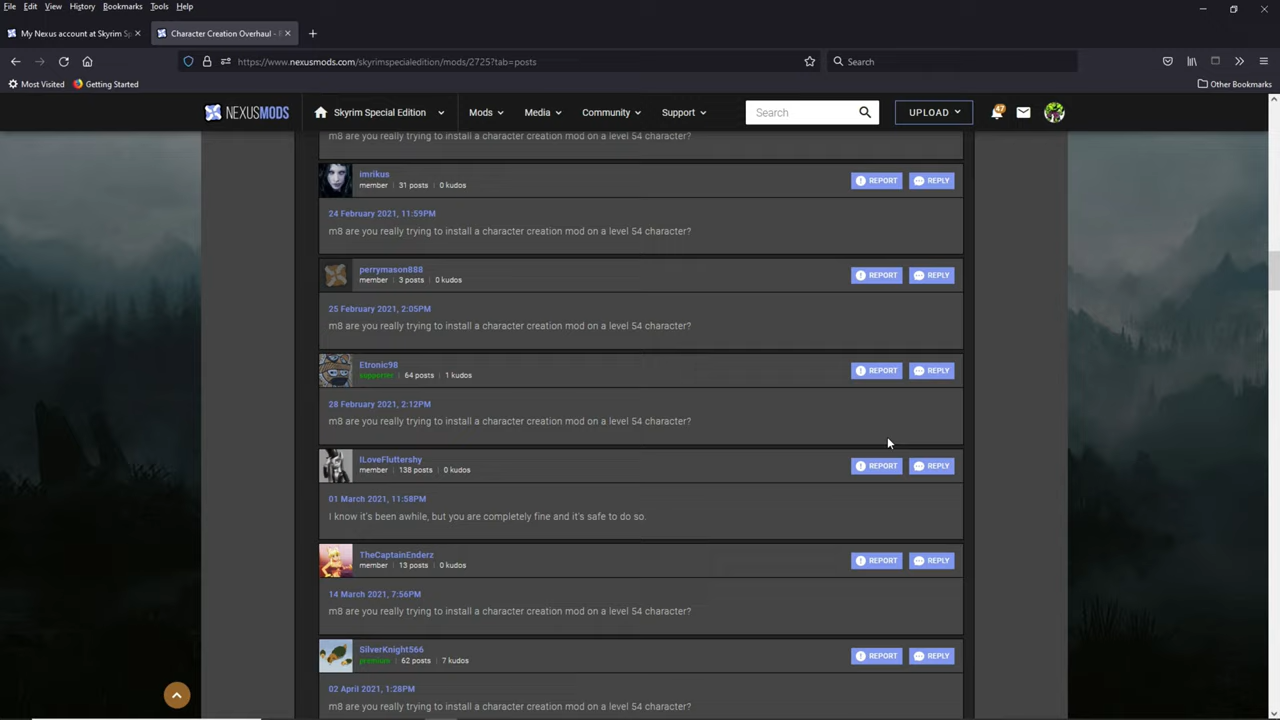 File Edit View History Bookmarks Tools Help
My Nexus account at Skyrim Sp
Character Creation Overhaul - R
https://www.nexusmods.com/skyrimspecialedition/mods/2725?tab=posts
Search
Most Visited Getting Started Other Bookmarks
NEXUSMODS Skyrim Special Edition Mods Media Community Support Search UPLOAD 47
m8 are you really trying to install a character creation mod on a level 54 character?
imrikus
member 31 posts 0 kudos
REPORT REPLY
24 February 2021, 11:59PM
m8 are you really trying to install a character creation mod on a level 54 character?
perrymason888
member 3 posts 0 kudos
REPORT REPLY
25 February 2021, 2:05PM
m8 are you really trying to install a character creation mod on a level 54 character?
Etronic98
supporter 64 posts 1 kudos
REPORT REPLY
28 February 2021, 2:12PM
m8 are you really trying to install a character creation mod on a level 54 character?
ILoveFluttershy
member 138 posts 0 kudos
REPORT REPLY
01 March 2021, 11:58PM
I know it's been awhile, but you are completely fine and it's safe to do so.
TheCaptainEnderz
member 13 posts 0 kudos
REPORT REPLY
14 March 2021, 7:56PM
m8 are you really trying to install a character creation mod on a level 54 character?
SilverKnight566
premium 62 posts 7 kudos
REPORT REPLY
02 April 2021, 1:28PM
m8 are you really trying to install a character creation mod on a level 54 character?